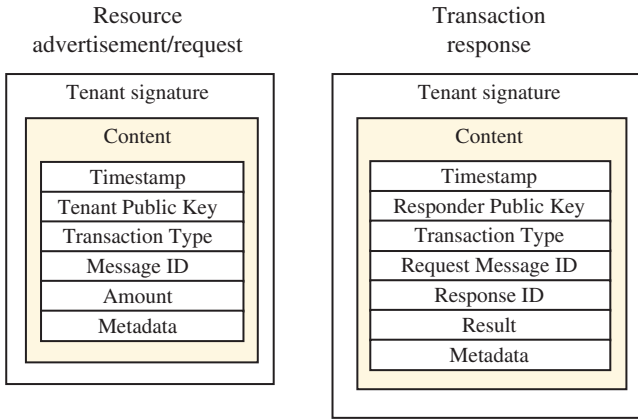 Resource
advertisement/request
Tenant signature
Content
Timestamp
Tenant Public Key
Transaction Type
Message ID
Amount
Metadata
Transaction
response
Tenant signature
Content
Timestamp
Responder Public Key
Transaction Type
Request Message ID
Response ID
Result
Metadata